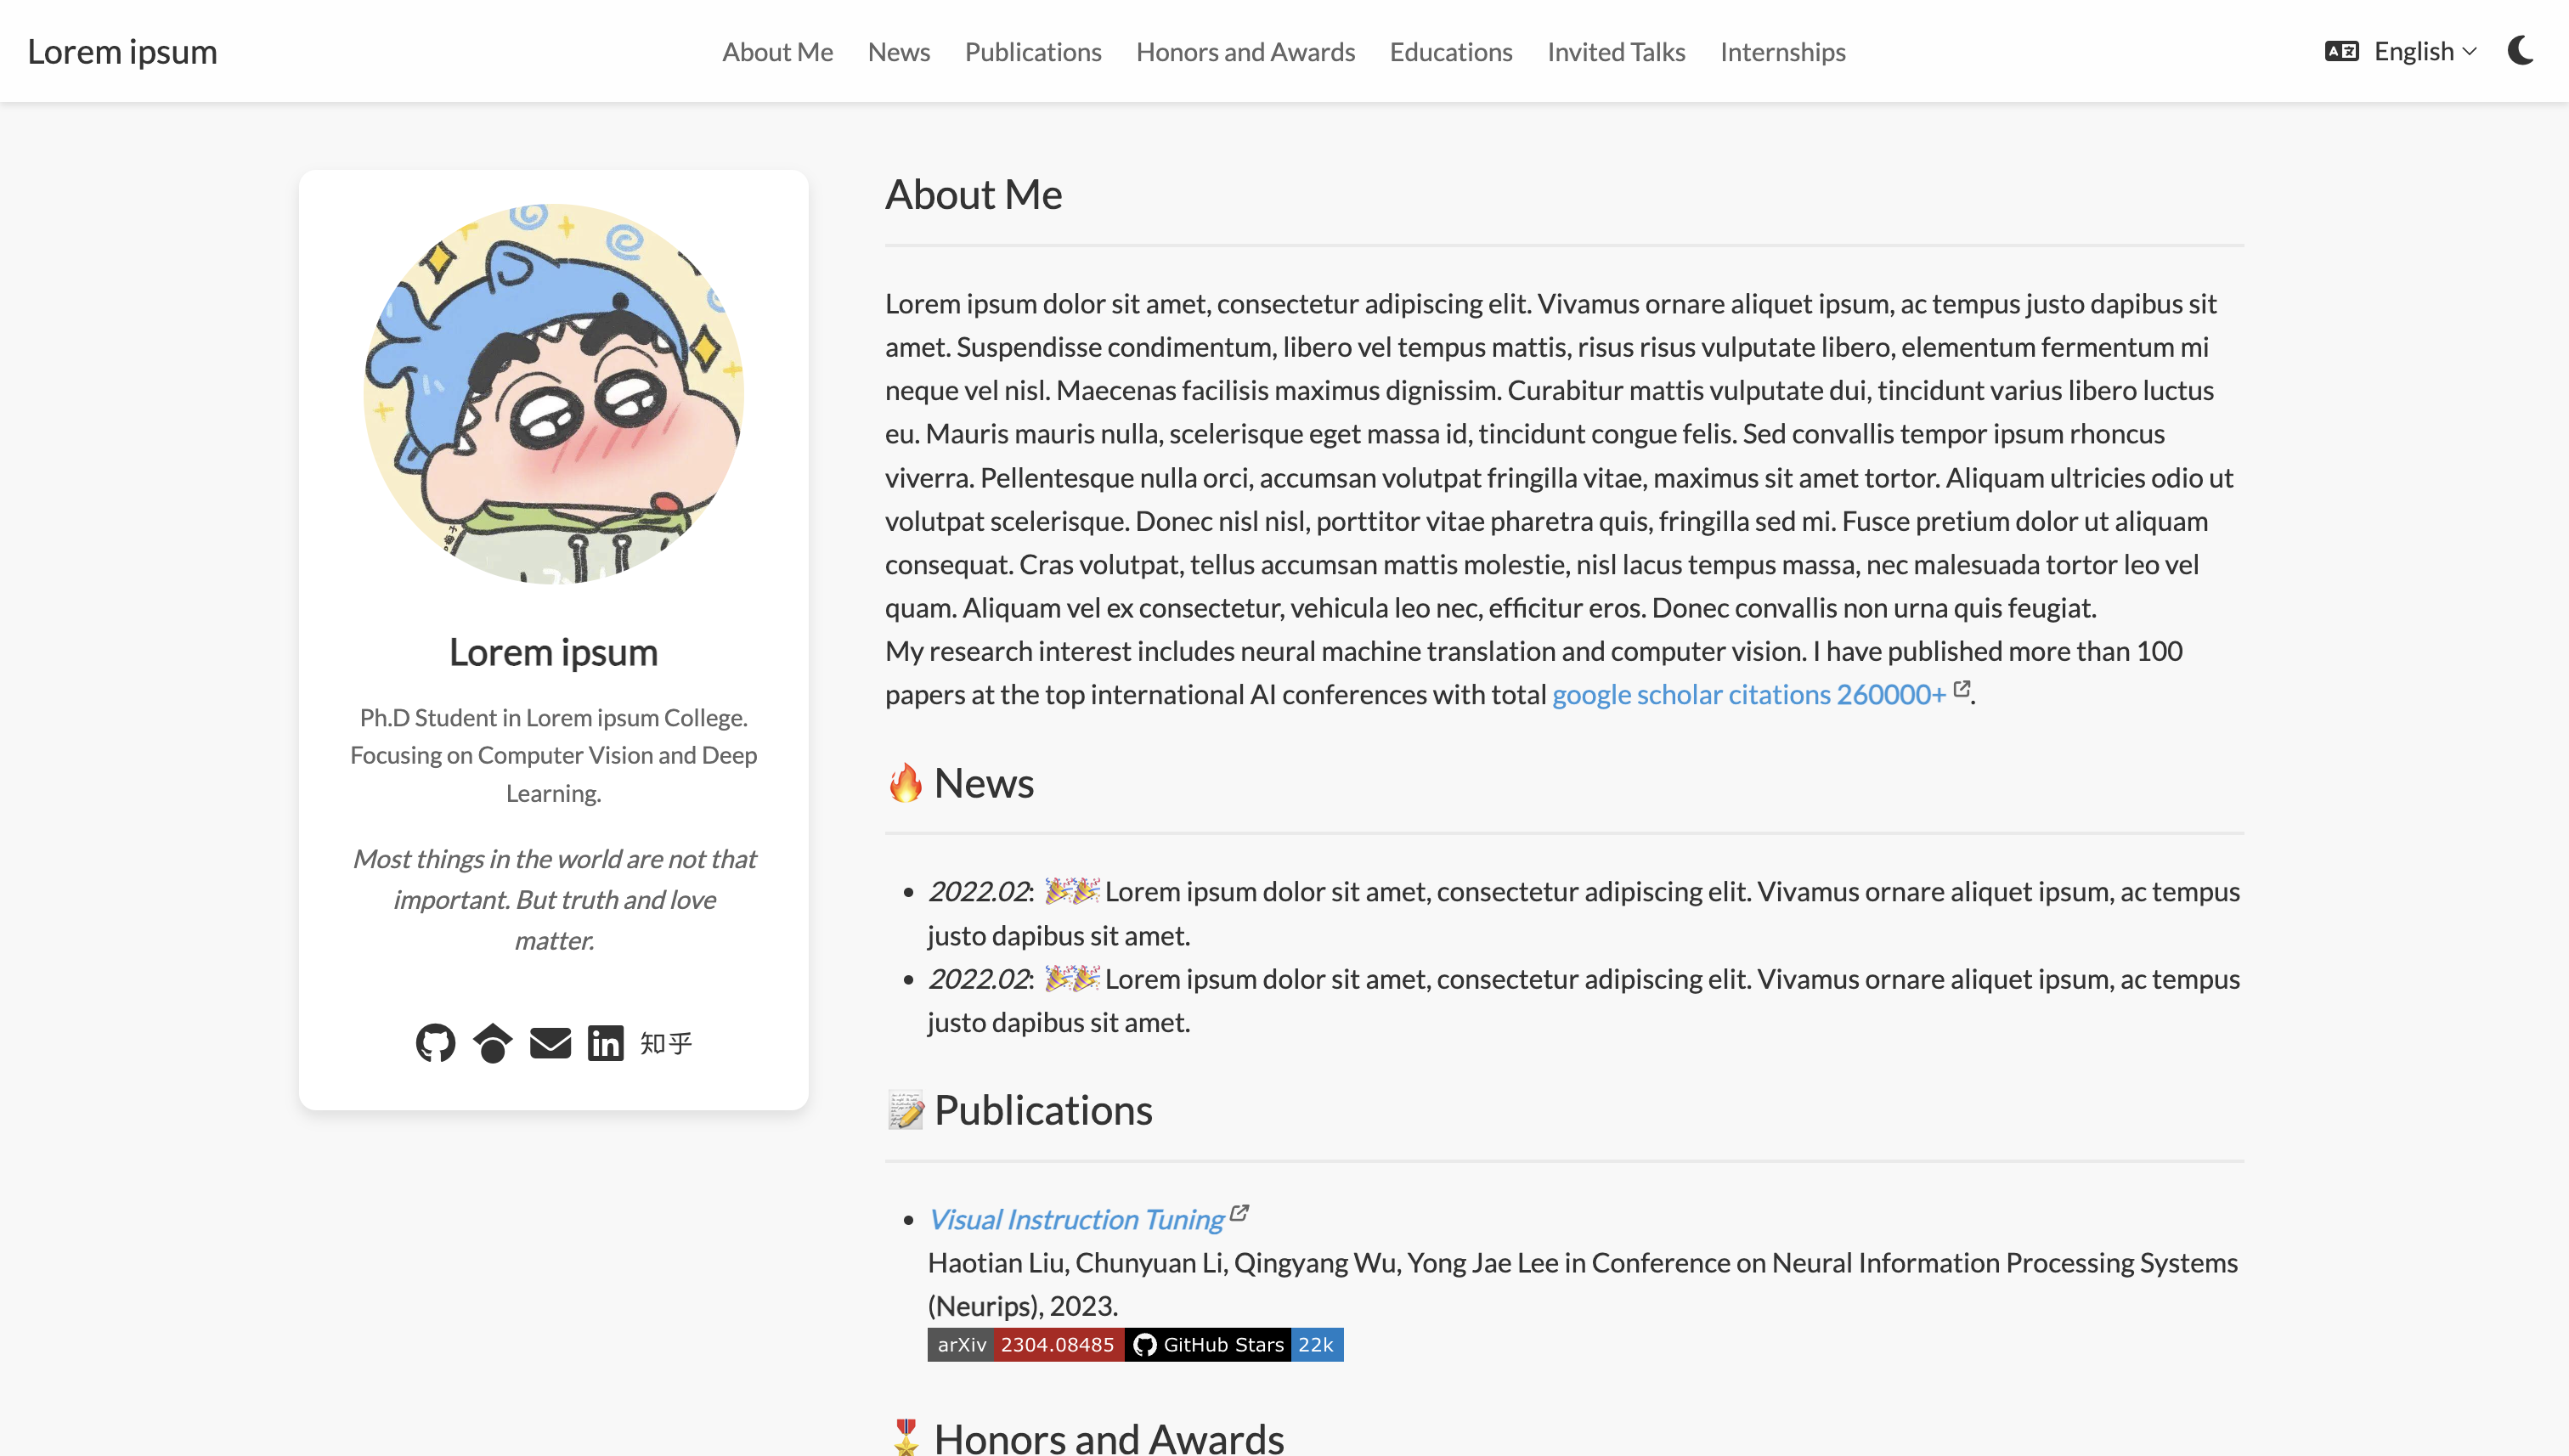 Lorem ipsum
About Me News Publications Honors and Awards Educations Invited Talks Internships
English
Lorem ipsum
Ph.D Student in Lorem ipsum College.
Focusing on Computer Vision and Deep
Learning.
Most things in the world are not that
important. But truth and love
matter.
知乎
About Me
Lorem ipsum dolor sit amet, consectetur adipiscing elit. Vivamus ornare aliquet ipsum, ac tempus justo dapibus sit
amet. Suspendisse condimentum, libero vel tempus mattis, risus risus vulputate libero, elementum fermentum mi
neque vel nisl. Maecenas facilisis maximus dignissim. Curabitur mattis vulputate dui, tincidunt varius libero luctus
eu. Mauris mauris nulla, scelerisque eget massa id, tincidunt congue felis. Sed convallis tempor ipsum rhoncus
viverra. Pellentesque nulla orci, accumsan volutpat fringilla vitae, maximus sit amet tortor. Aliquam ultricies odio ut
volutpat scelerisque. Donec nisl nisl, porttitor vitae pharetra quis, fringilla sed mi. Fusce pretium dolor ut aliquam
consequat. Cras volutpat, tellus accumsan mattis molestie, nisl lacus tempus massa, nec malesuada tortor leo vel
quam. Aliquam vel ex consectetur, vehicula leo nec, efficitur eros. Donec convallis non urna quis feugiat.
My research interest includes neural machine translation and computer vision. I have published more than 100
papers at the top international AI conferences with total google scholar citations 260000+.
🔥 News
2022.02: 🎉🎉 Lorem ipsum dolor sit amet, consectetur adipiscing elit. Vivamus ornare aliquet ipsum, ac tempus
justo dapibus sit amet.
2022.02: 🎉🎉 Lorem ipsum dolor sit amet, consectetur adipiscing elit. Vivamus ornare aliquet ipsum, ac tempus
justo dapibus sit amet.
📝 Publications
Visual Instruction Tuning
Haotian Liu, Chunyuan Li, Qingyang Wu, Yong Jae Lee in Conference on Neural Information Processing Systems
(Neurips), 2023.
arXiv 2304.08485 GitHub Stars 22k
🎖 Honors and Awards